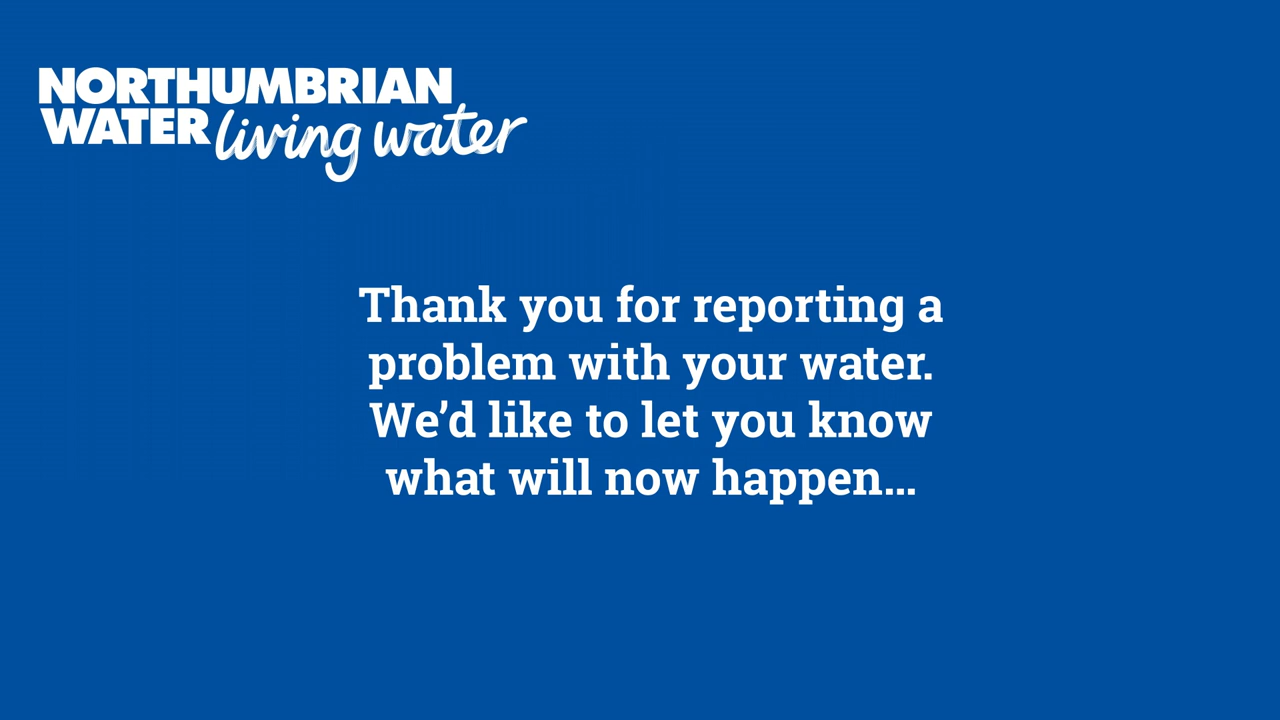 NORTHUMBRIAN
WATER living water
Thank you for reporting a
problem with your water.
We’d like to let you know
what will now happen...